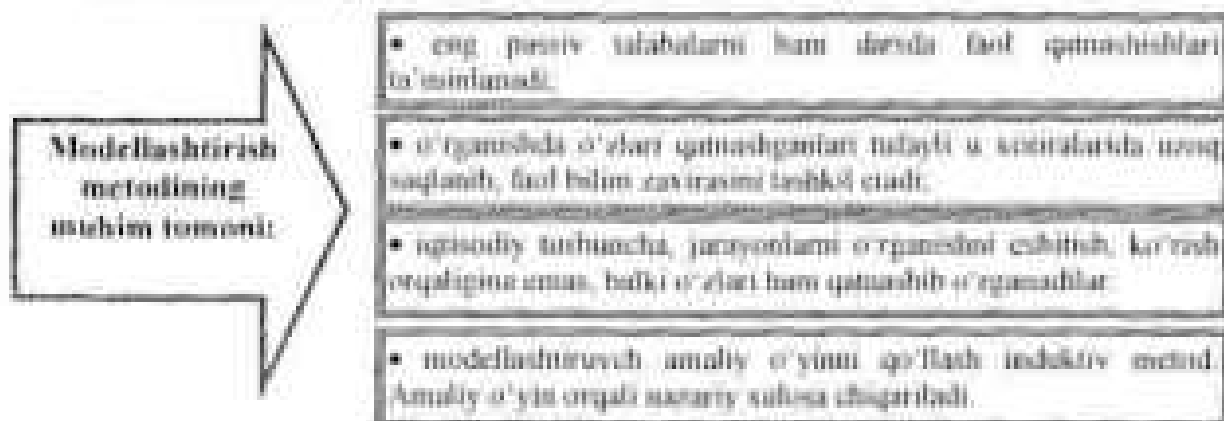 Modellashtirish
metodining
muhim tomoni:
• eng passiv talabalarni ham darsda faol qatnashishlari
ta'minlanadi.
• o'rganishda o'zlari qatnashganlari tufayli u xotiralarida uzoq
saqlanib, faol bilim zaxirasini tashkil etadi.
• iqtisodiy tushuncha, jarayonlarni o'rganishni eshitish, ko'rish
orqaligina emas, balki o'zlari ham qatnashib o'rganadilar.
• modellashtiruvch amaliy o'yinni qo'llash induktiv metod.
Amaliy o'yin orqali nazariy xulosa chiqariladi.